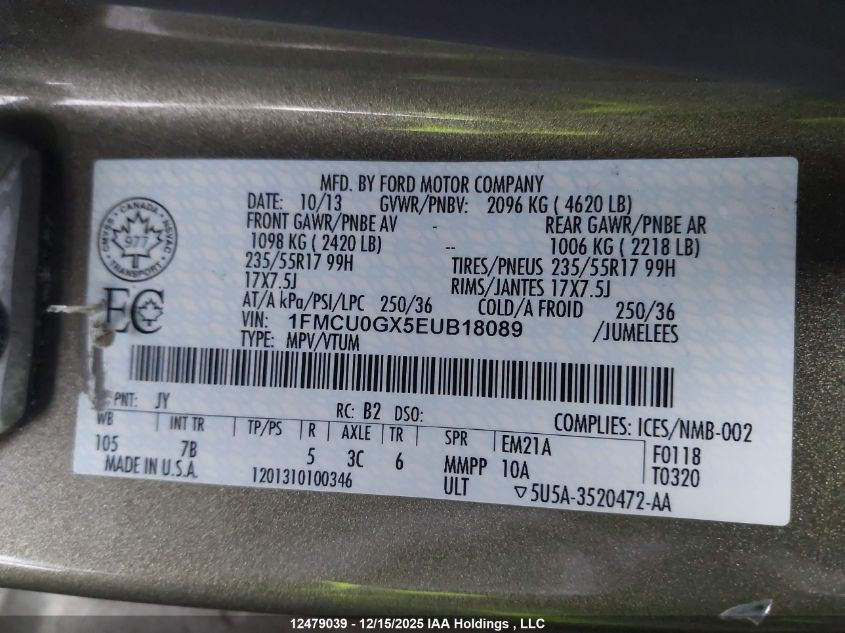 MFD. BY FORD MOTOR COMPANY
DATE: 10/13 GVWR/PNBV: 2096 KG ( 4620 LB)
FRONT GAWR/PNBE AV - REAR GAWR/PNBE AR
1098 KG ( 2420 LB) -- 1006 KG ( 2218 LB)
235/55R17 99H TIRES/PNEUS 235/55R17 99H
17X7.5J RIMS/JANTES 17X7.5J
AT/A kPa/PSI/LPC 250/36 COLD/A FROID 250/36
VIN: 1FMCU0GX5EUB18089 /JUMELEES
TYPE: MPV/VTUM
CANADA
977
TRANSPORT
EC
PNT: JY RC: B2 DSO: COMPLIES: ICES/NMB-002
WB INT TR TP/PS R AXLE TR SPR EM21A F0118
105 7B 5 3C 6 MMPP 10A T0320
MADE IN U.S.A. 1201310100346 ULT ▽5U5A-3520472-AA
12479039 - 12/15/2025 IAA Holdings , LLC